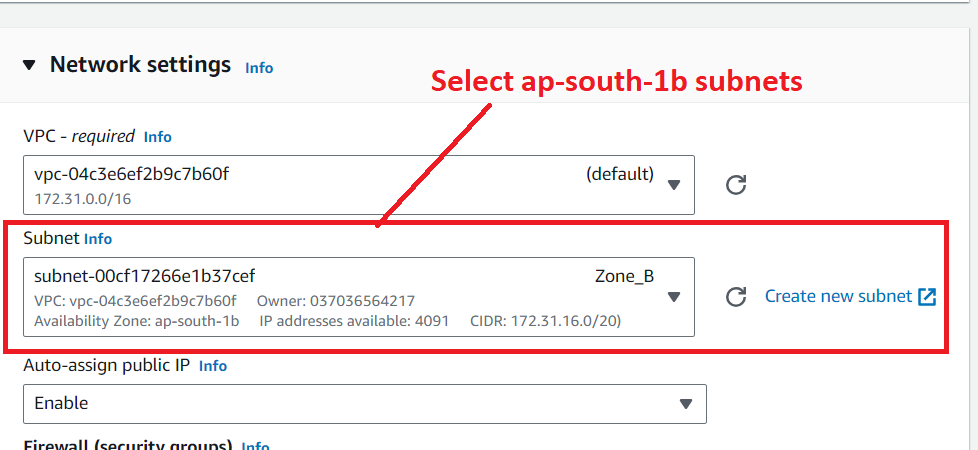 Network settings Info
Select ap-south-1b subnets
VPC - required Info
vpc-04c3e6ef2b9c7b60f (default)
172.31.0.0/16
Subnet Info
subnet-00cf17266e1b37cef Zone_B
VPC: vpc-04c3e6ef2b9c7b60f Owner: 037036564217
Availability Zone: ap-south-1b IP addresses available: 4091 CIDR: 172.31.16.0/20)
Create new subnet
Auto-assign public IP Info
Enable
Firewall (security groups) Info